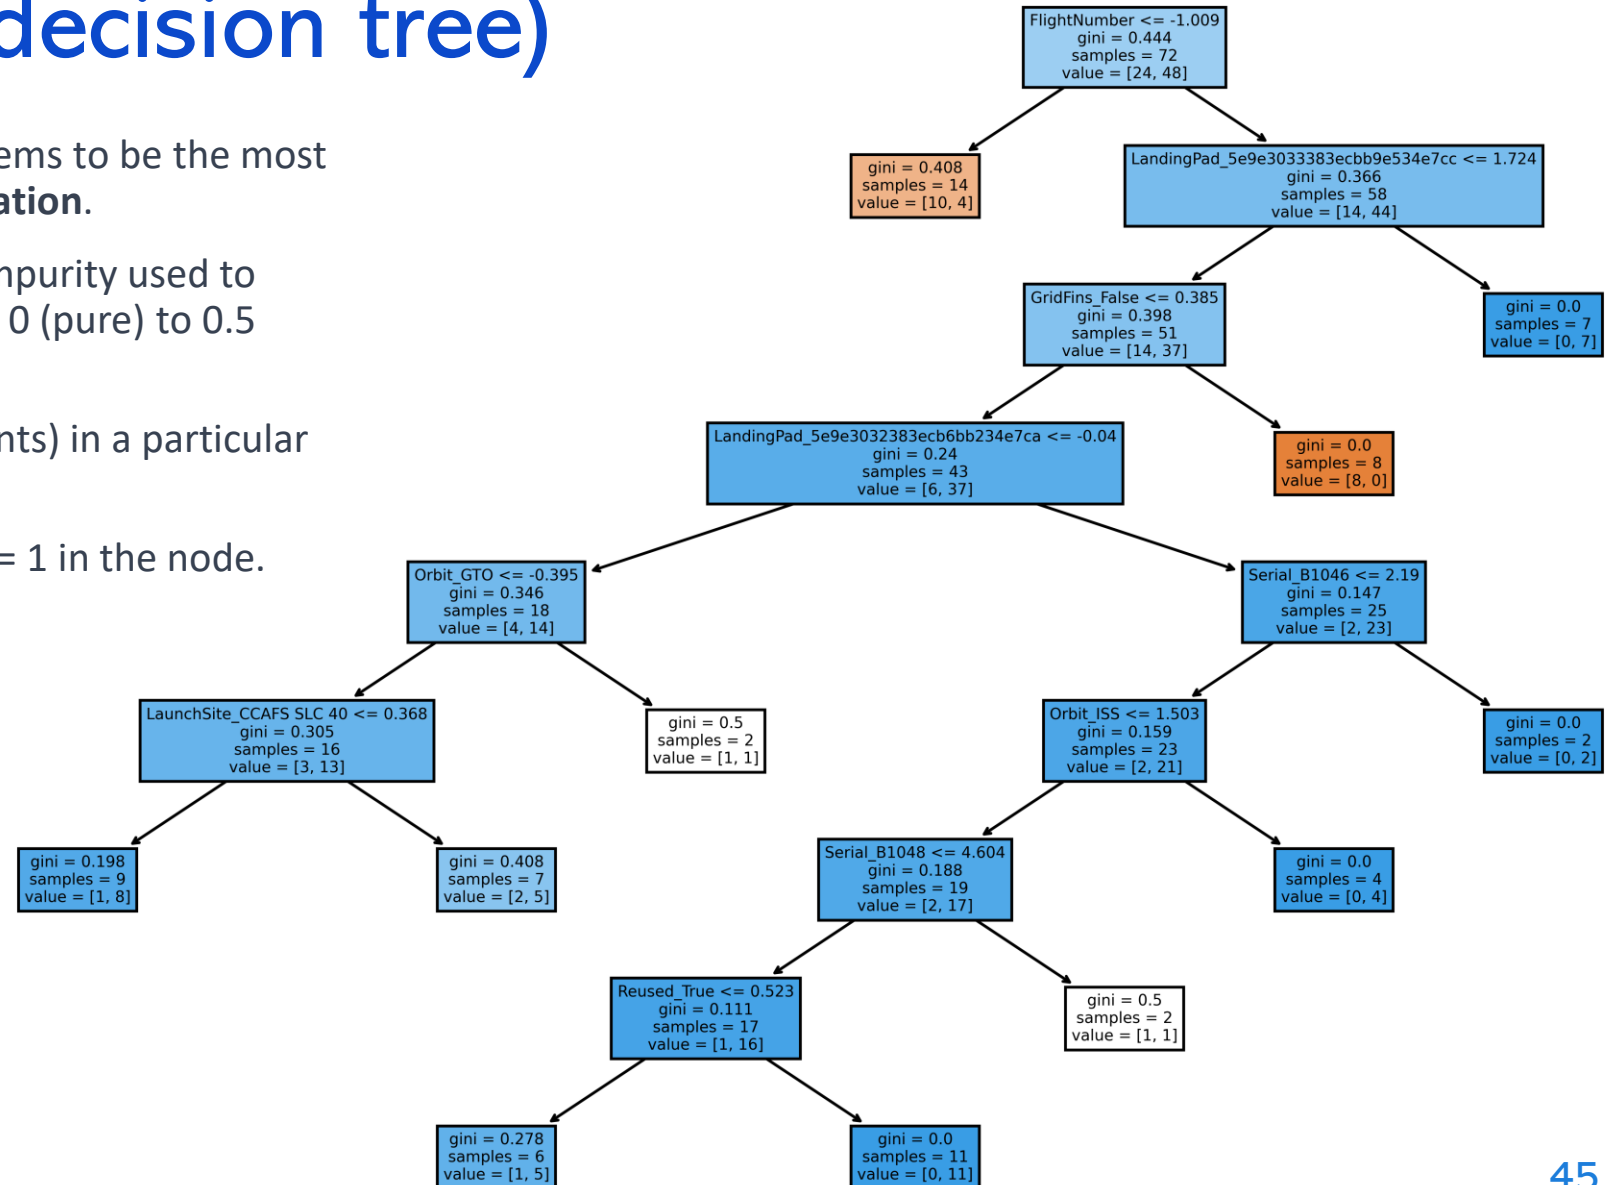 decision tree)
ems to be the most
ation.
mpurity used to
0 (pure) to 0.5
nts) in a particular
= 1 in the node.
FlightNumber <= -1.009
gini = 0.444
samples = 72
value = [24, 48]
gini = 0.408
samples = 14
value = [10, 4]
LandingPad_5e9e3033383ecbb9e534e7cc <= 1.724
gini = 0.366
samples = 58
value = [14, 44]
GridFins_False <= 0.385
gini = 0.398
samples = 51
value = [14, 37]
gini = 0.0
samples = 7
value = [0, 7]
LandingPad_5e9e3032383ecb6bb234e7ca <= -0.04
gini = 0.24
samples = 43
value = [6, 37]
gini = 0.0
samples = 8
value = [8, 0]
Orbit_GTO <= -0.395
gini = 0.346
samples = 18
value = [4, 14]
Serial_B1046 <= 2.19
gini = 0.147
samples = 25
value = [2, 23]
LaunchSite_CCAFS SLC 40 <= 0.368
gini = 0.305
samples = 16
value = [3, 13]
gini = 0.5
samples = 2
value = [1, 1]
Orbit_ISS <= 1.503
gini = 0.159
samples = 23
value = [2, 21]
gini = 0.0
samples = 2
value = [0, 2]
gini = 0.198
samples = 9
value = [1, 8]
gini = 0.408
samples = 7
value = [2, 5]
Serial_B1048 <= 4.604
gini = 0.188
samples = 19
value = [2, 17]
gini = 0.0
samples = 4
value = [0, 4]
Reused_True <= 0.523
gini = 0.111
samples = 17
value = [1, 16]
gini = 0.5
samples = 2
value = [1, 1]
gini = 0.278
samples = 6
value = [1, 5]
gini = 0.0
samples = 11
value = [0, 11]
45